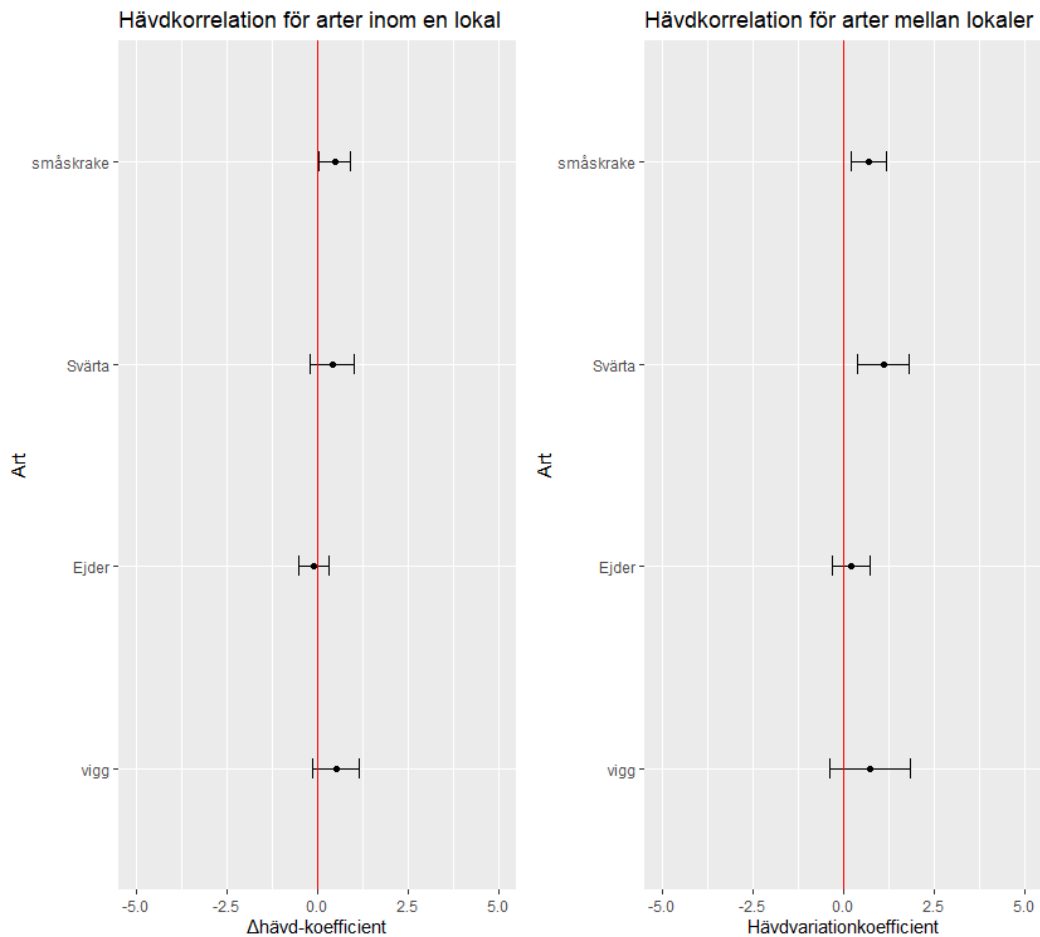 Hävdkorrelation för arter inom en lokal
småskrake
Svärta
Ejder
vigg
Art
-5.0 -2.5 0.0 2.5 5.0
Δhävd-koefficient
Hävdkorrelation för arter mellan lokaler
småskrake
Svärta
Ejder
vigg
Art
-5.0 -2.5 0.0 2.5 5.0
Hävdvariationkoefficient